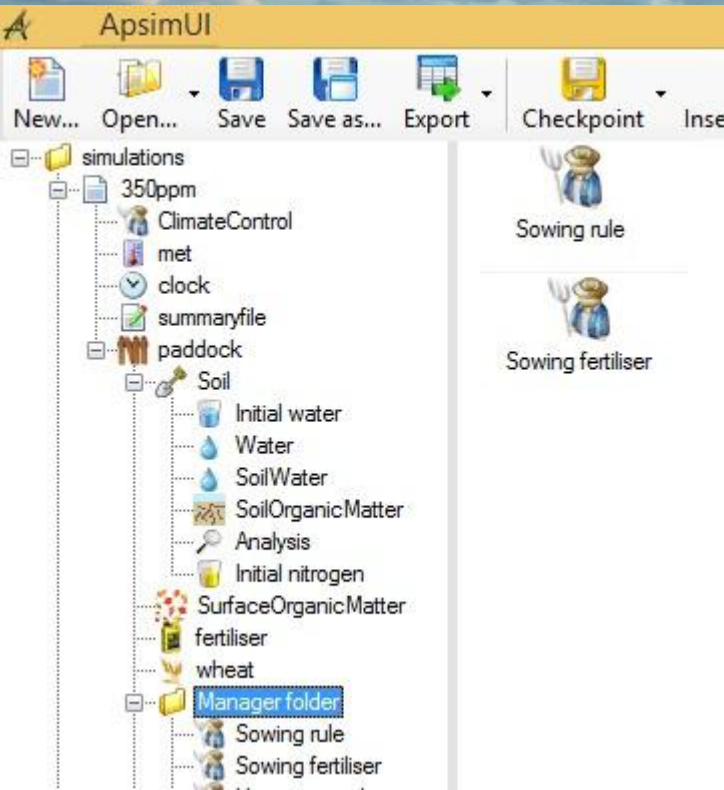 ApsimUI
New... Open... Save Save as... Export Checkpoint
simulations
350ppm
ClimateControl
met
clock
summaryfile
paddock
Soil
Initial water
Water
SoilWater
SoilOrganicMatter
Analysis
Initial nitrogen
SurfaceOrganicMatter
fertiliser
wheat
Manager folder
Sowing rule
Sowing fertiliser
Sowing rule
Sowing fertiliser